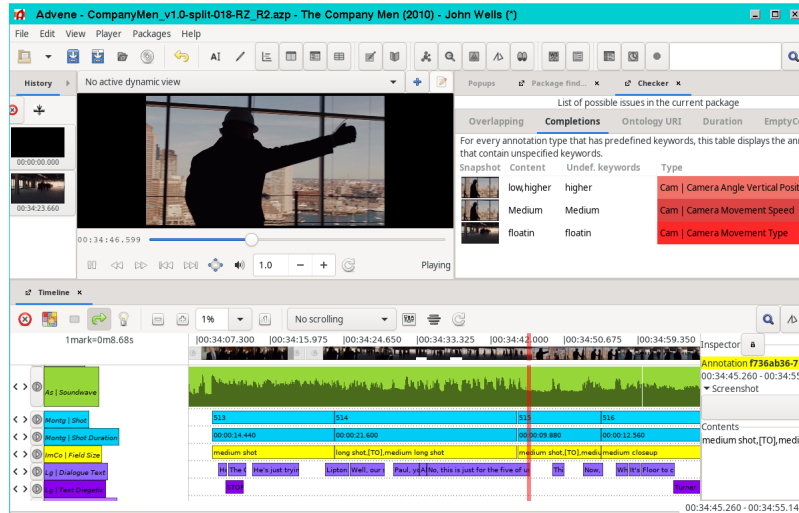 Advene - CompanyMen_v1.0-split-018-RZ_R2.azp - The Company Men (2010) - John Wells (*)
File Edit View Player Packages Help
History
No active dynamic view
Popups
Package find...
Checker
List of possible issues in the current package
Overlapping Completions Ontology URI Duration
For every annotation type that has predefined keywords, this table displays the
that contain unspecified keywords.
Snapshot Content Undef. keywords Type
00:00:00.000
low,higher higher Cam | Camera Angle Vertical
Medium Medium Cam | Camera Movement Speed
floatin floatin Cam | Camera Movement Type
00:34:23.660
00:34:46.599
1.0
Playing
Timeline
1%
No scrolling
1mark=0m8.68s
00:34:07.300 00:34:15.975 00:34:24.650 00:34:33.325 00:34:42.000 00:34:50.675 00:34:59.350
Inspector
Annotation f736ab36-7
00:34:45.260 - 00:34:55
Screenshot
As | Soundwave
Montg | Shot
513 514 515 516
Montg | Shot Duration
00:00:14.440 00:00:21.600 00:00:09.880 00:00:12.560
Contents
medium shot,[TO],medi
ImCo | Field Size
medium shot long shot,[TO],medium long shot medium shot,[TO],mediu medium closeup
Lg | Dialogue Text
He's just tryin Lipton Well, our Paul, No, this is just for the five of Now, It's Floor to c
Lg | Text Diegetic
STO Turner
00:34:45.260 - 00:34:55.14